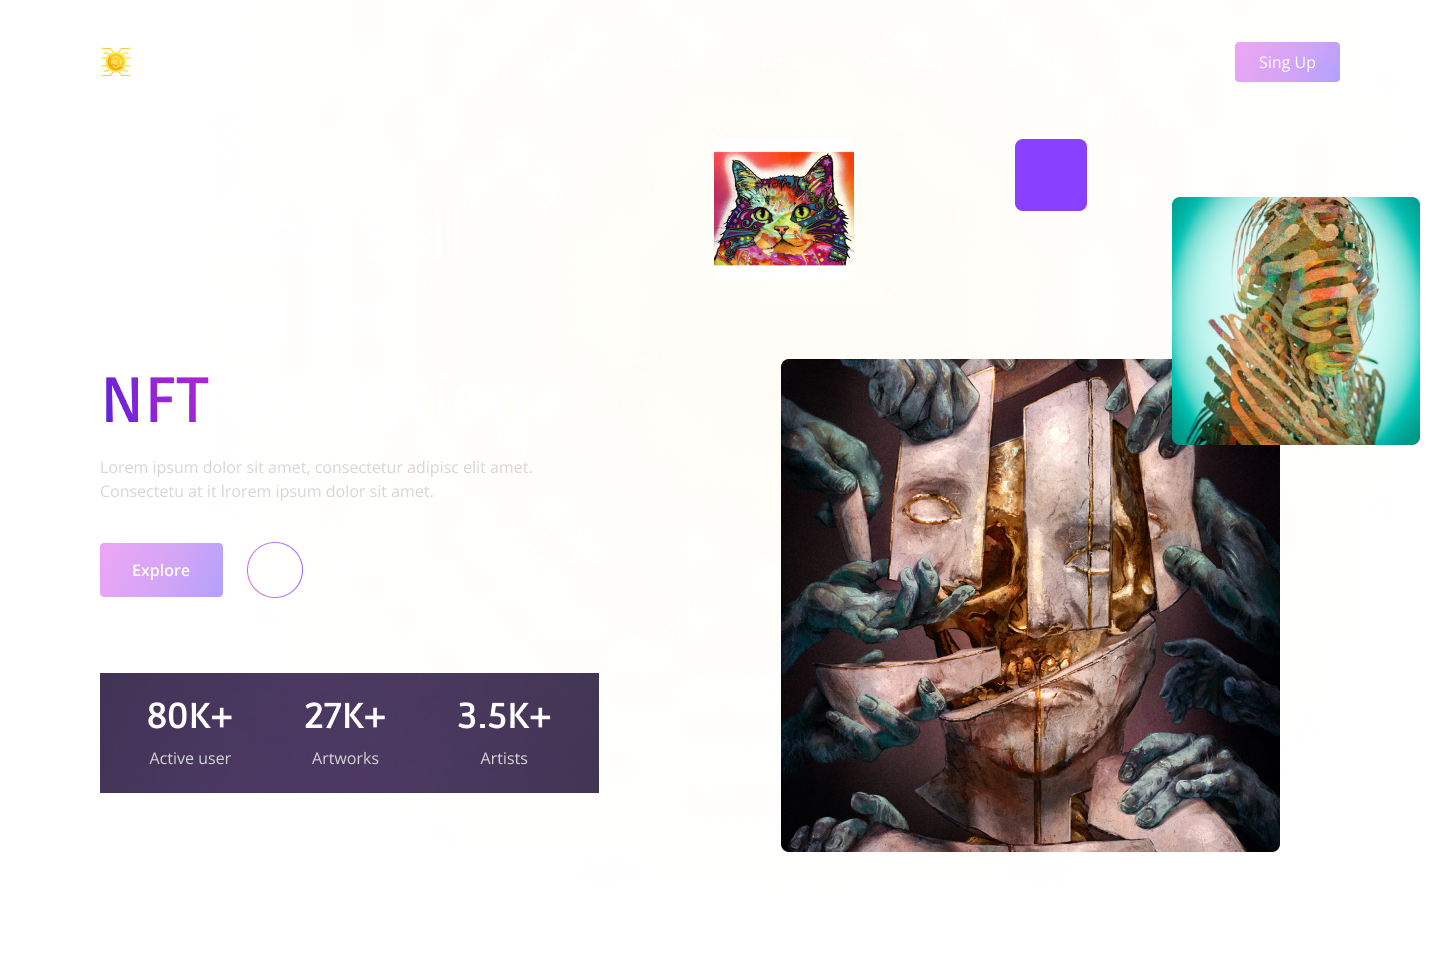 Sing Up
NFT
Lorem ipsum dolor sit amet, consectetur adipisc elit amet.
Consectetu at it lrorem ipsum dolor sit amet.
Explore
80K+ 27K+ 3.5K+
Active user Artworks Artists